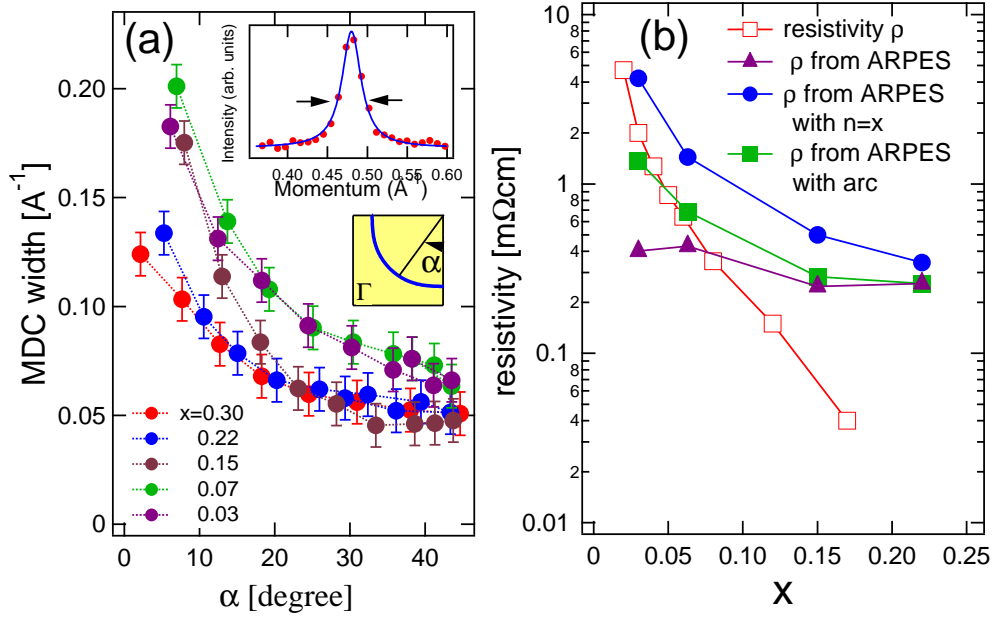 (a)
MDC width [A⁻¹]
0.20
0.15
0.10
0.05
0
0
10
20
30
40
α [degree]
Intensity (arb. units)
0.40
0.45
0.50
0.55
0.60
Momentum (Å⁻¹)
Γ
α
x=0.30
0.22
0.15
0.07
0.03
(b)
resistivity [mΩcm]
8
6
4
2
1
8
6
4
2
0.1
8
6
4
2
0.01
0
0.05
0.10
0.15
0.20
0.25
x
resistivity ρ
ρ from ARPES
ρ from ARPES
with n=x
ρ from ARPES
with arc